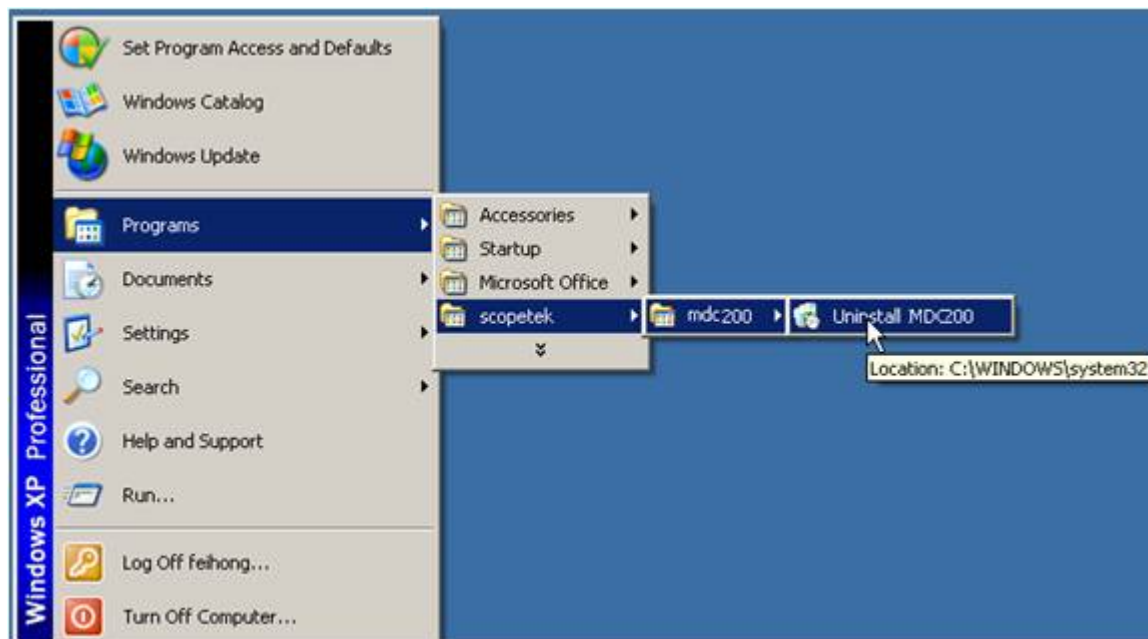 Set Program Access and Defaults
Windows Catalog
Windows Update
Programs
Documents
Settings
Search
Help and Support
Run...
Log Off feihong...
Turn Off Computer...
Windows XP Professional
Accessories
Startup
Microsoft Office
scopetek
mdc200
Uninstall MDC200
Location: C:\WINDOWS\system32